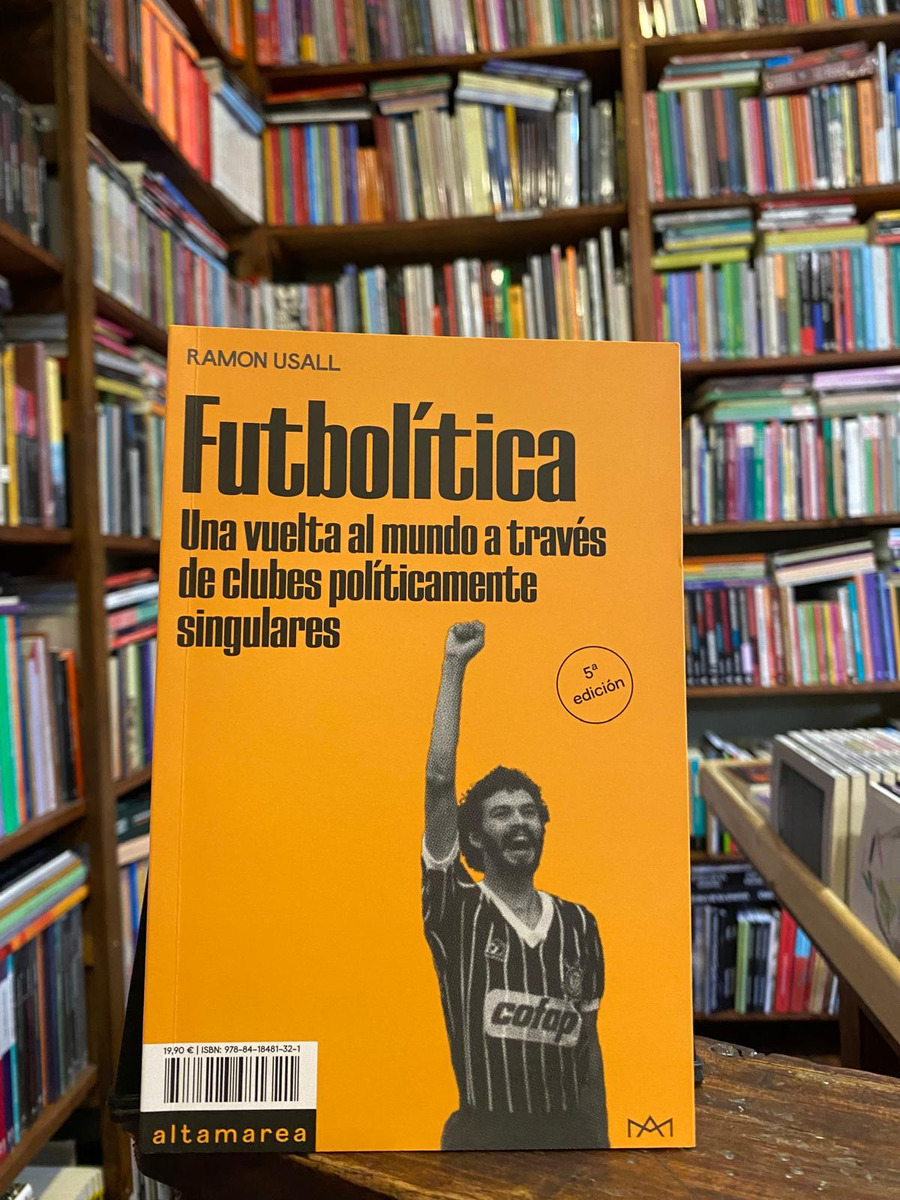 RAMON USALL
Futbolítica
Una vuelta al mundo a través
de clubes políticamente
singulares
5ª
edición
cofap
19,90 € | ISBN: 978-84-18481-32-1
altamarea